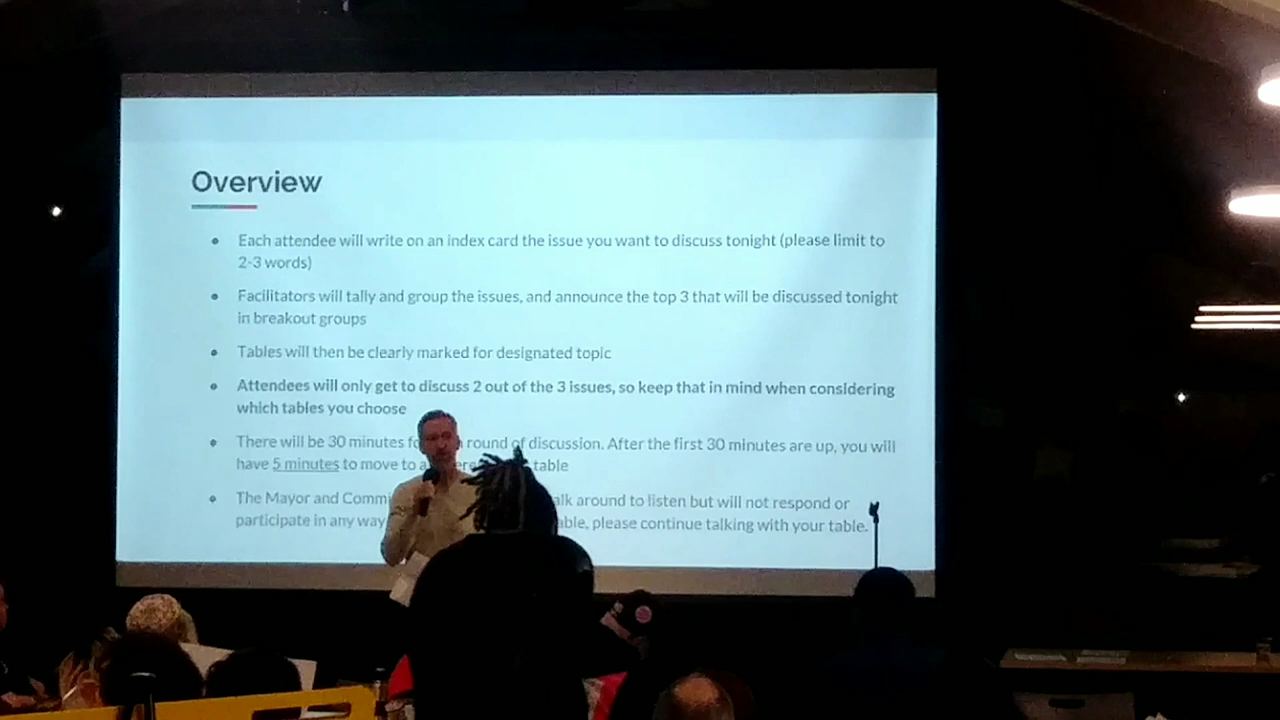 Overview
Each attendee will write on an index card the issue you want to discuss tonight (please limit to
2-3 words)
Facilitators will tally and group the issues, and announce the top 3 that will be discussed tonight
in breakout groups
Tables will then be clearly marked for designated topic
Attendees will only get to discuss 2 out of the 3 issues, so keep that in mind when considering
which tables you choose
There will be 30 minutes round of discussion. After the first 30 minutes are up, you will
have 5 minutes to move to a table
The Mayor and around to listen but will not respond or
participate in any way please continue talking with your table.